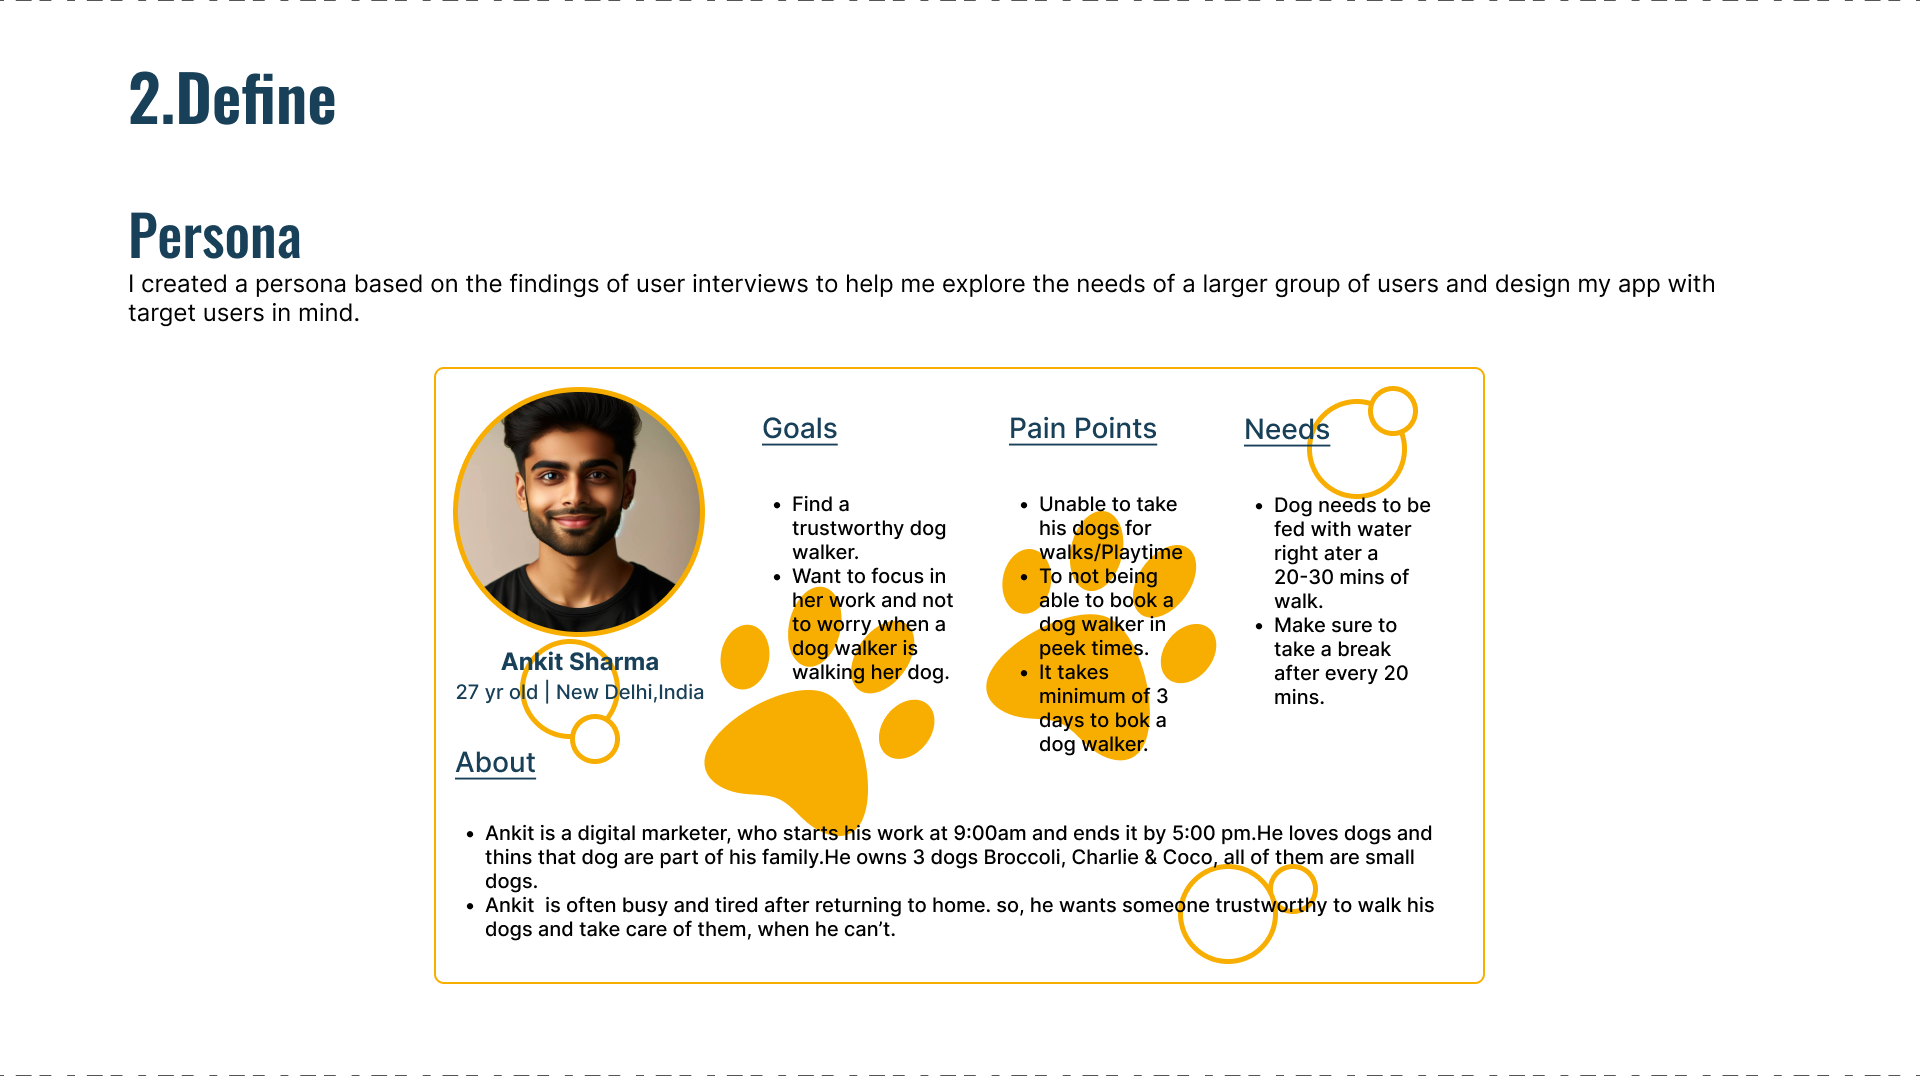 2.Define
Persona
I created a persona based on the findings of user interviews to help me explore the needs of a larger group of users and design my app with
target users in mind.
Ankit Sharma
27 yr old | New Delhi,India
Goals
• Find a
trustworthy dog
walker.
• Want to focus in
her work and not
to worry when a
dog walker is
walking her dog.
Pain Points
• Unable to take
his dogs for
walks/Playtime
• To not being
able to book a
dog walker in
peek times.
• It takes
minimum of 3
days to bok a
dog walker.
Needs
• Dog needs to be
fed with water
right ater a
20-30 mins of
walk.
• Make sure to
take a break
after every 20
mins.
About
• Ankit is a digital marketer, who starts his work at 9:00am and ends it by 5:00 pm.He loves dogs and
thins that dog are part of his family.He owns 3 dogs Broccoli, Charlie & Coco, all of them are small
dogs.
• Ankit  is often busy and tired after returning to home. so, he wants someone trustworthy to walk his
dogs and take care of them, when he can’t.